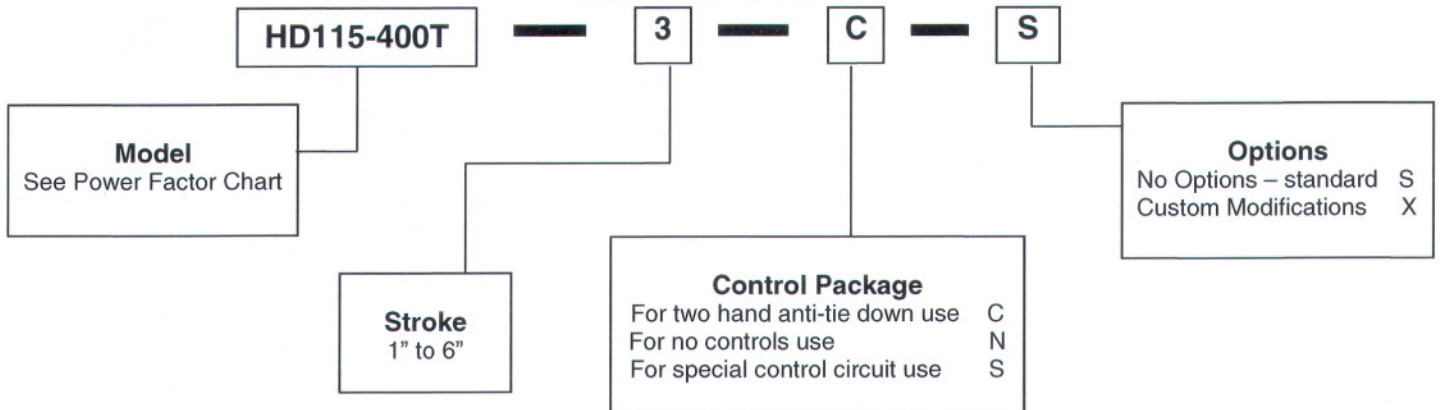 HD115-400T — 3 — C — S
Model
See Power Factor Chart
Stroke
1” to 6”
Control Package
For two hand anti-tie down use C
For no controls use N
For special control circuit use S
Options
No Options – standard S
Custom Modifications X